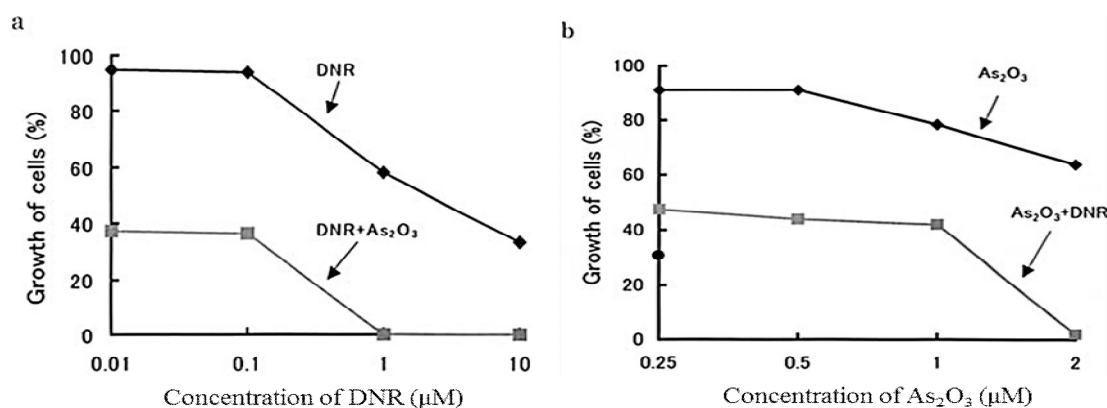 a
100
80
60
40
20
0
Growth of cells (%)
DNR
DNR+As₂O₃
0.01 0.1 1 10
Concentration of DNR (μM)
b
100
80
60
40
20
0
Growth of cells (%)
As₂O₃
As₂O₃+DNR
0.25 0.5 1 2
Concentration of As₂O₃ (μM)